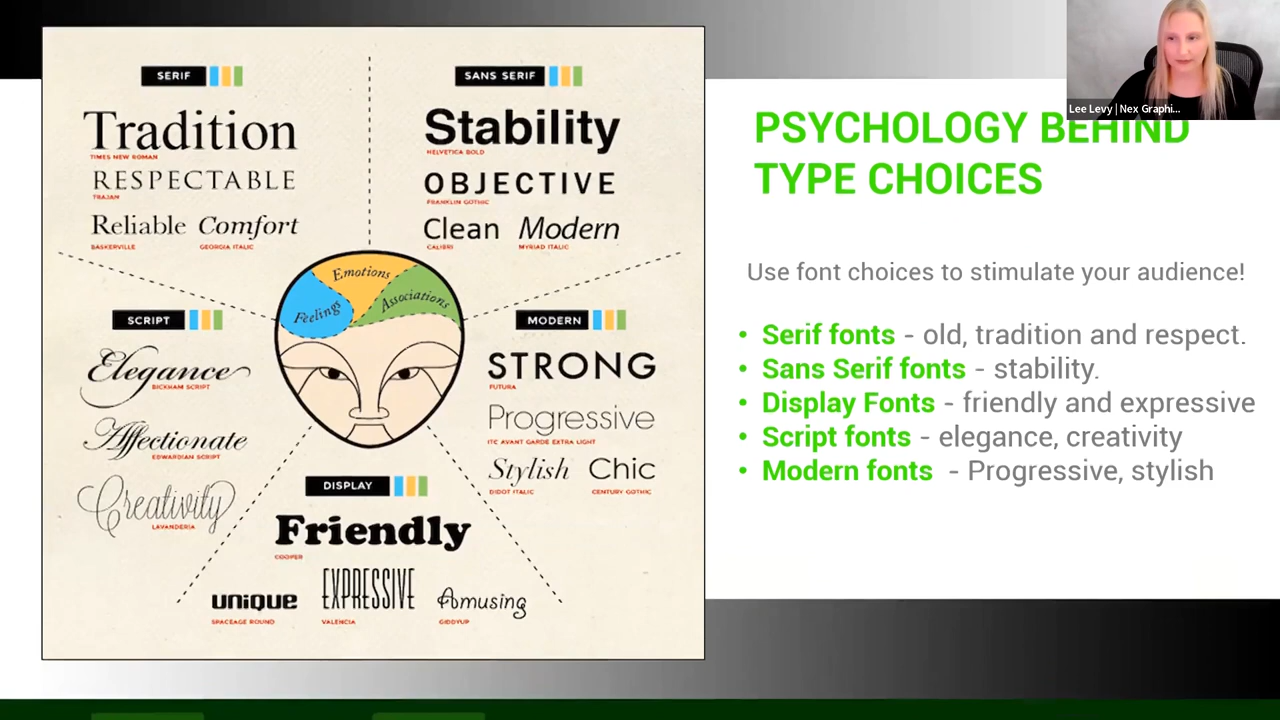 SERIF
Tradition
TIMES NEW ROMAN
RESPECTABLE
TRAJAN
Reliable Comfort
BASKERVILLE GEORGIA ITALIC
SANS SERIF
Stability
HELVETICA BOLD
OBJECTIVE
FRANKLIN GOTHIC
Clean Modern
CALIBRI MYRIAD ITALIC
Feelings
Emotions
Associations
SCRIPT
Elegance
BICKHAM SCRIPT
Affectionate
EDWARDIAN SCRIPT
Creativity
LAVANDERIA
MODERN
STRONG
FUTURA
Progressive
ITC AVANT GARDE EXTRA LIGHT
Stylish Chic
DIDOT ITALIC CENTURY GOTHIC
DISPLAY
Friendly
COOPER
unique EXPRESSIVE Amusing
SPACEAGE ROUND VALENCIA GIDDYUP
Lee Levy | Nex Graphi...
PSYCHOLOGY BEHIND
TYPE CHOICES
Use font choices to stimulate your audience!
• Serif fonts - old, tradition and respect.
• Sans Serif fonts - stability.
• Display Fonts - friendly and expressive
• Script fonts - elegance, creativity
• Modern fonts - Progressive, stylish